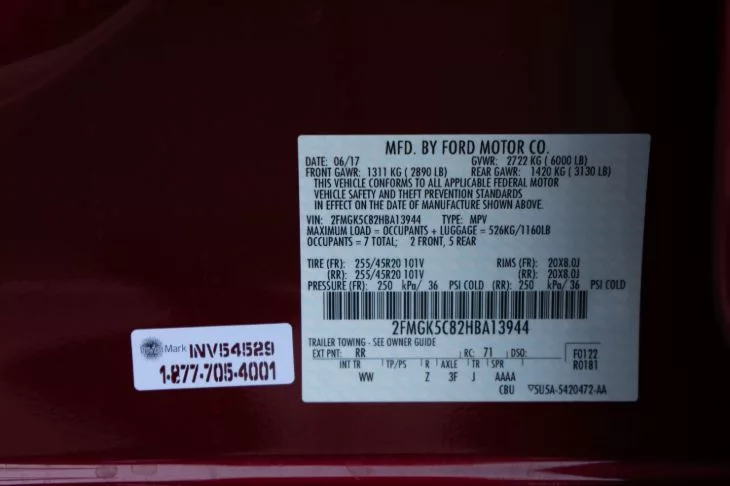 MFD. BY FORD MOTOR CO.
DATE: 06/17 GVWR: 2722 KG ( 6000 LB)
FRONT GAWR: 1311 KG ( 2890 LB) REAR GAWR: 1420 KG ( 3130 LB)
THIS VEHICLE CONFORMS TO ALL APPLICABLE FEDERAL MOTOR
VEHICLE SAFETY AND THEFT PREVENTION STANDARDS
IN EFFECT ON THE DATE OF MANUFACTURE SHOWN ABOVE.
VIN: 2FMGK5C82HBA13944 TYPE: MPV
MAXIMUM LOAD = OCCUPANTS + LUGGAGE = 526KG/1160LB
OCCUPANTS = 7 TOTAL; 2 FRONT, 5 REAR
TIRE (FR): 255/45R20 101V RIMS (FR): 20X8.0J
(RR): 255/45R20 101V (RR): 20X8.0J
PRESSURE (FR): 250 kPa/ 36 PSI COLD (RR): 250 kPa/ 36 PSI COLD
2FMGK5C82HBA13944
TRAILER TOWING - SEE OWNER GUIDE
EXT PNT: RR RC: 71 DSO: F0122
R0181
INT TR TP/PS R AXLE TR SPR
WW Z 3F J AAAA
CBU 5U5A-5420472-AA
Mark INV54529
1-877-705-4001